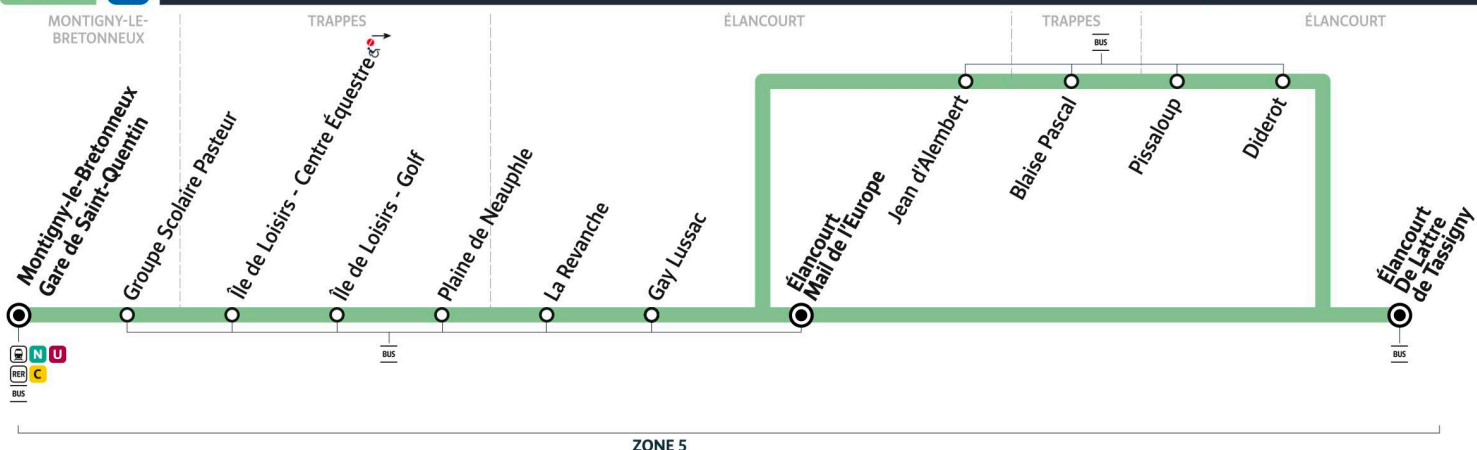 MONTIGNY-LE-
BRETONNEUX
TRAPPES
ÉLANCOURT
TRAPPES
ÉLANCOURT
BUS
Montigny-le-Bretonneux
Gare de Saint-Quentin
Groupe Scolaire Pasteur
Île de Loisirs - Centre Équestre
Île de Loisirs - Golf
Plaine de Neauphle
La Revanche
Gay Lussac
Élancourt
Mail de l'Europe
Jean d'Alembert
Blaise Pascal
Pissaloup
Diderot
Élancourt
De Lattre
de Tassigny
N U
RER C
BUS
BUS
BUS
ZONE 5